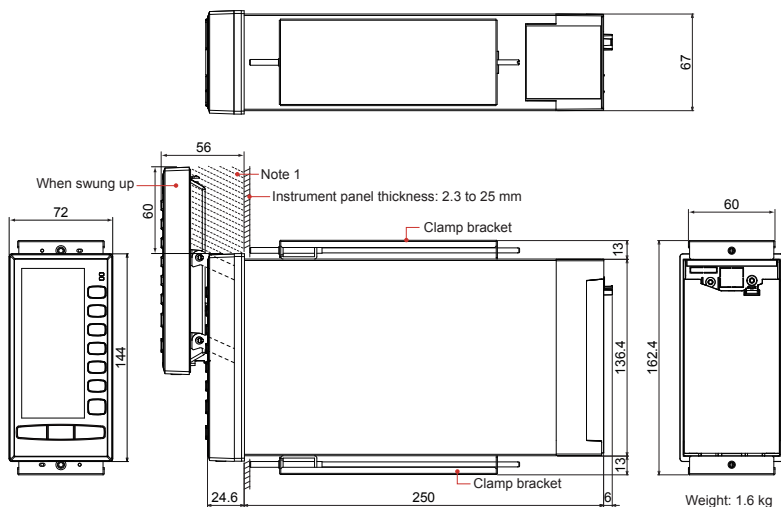 67
56
When swung up
Note 1
Instrument panel thickness: 2.3 to 25 mm
60
72
Clamp bracket
13
60
144
136.4
162.4
13
Clamp bracket
24.6
250
6
Weight: 1.6 kg